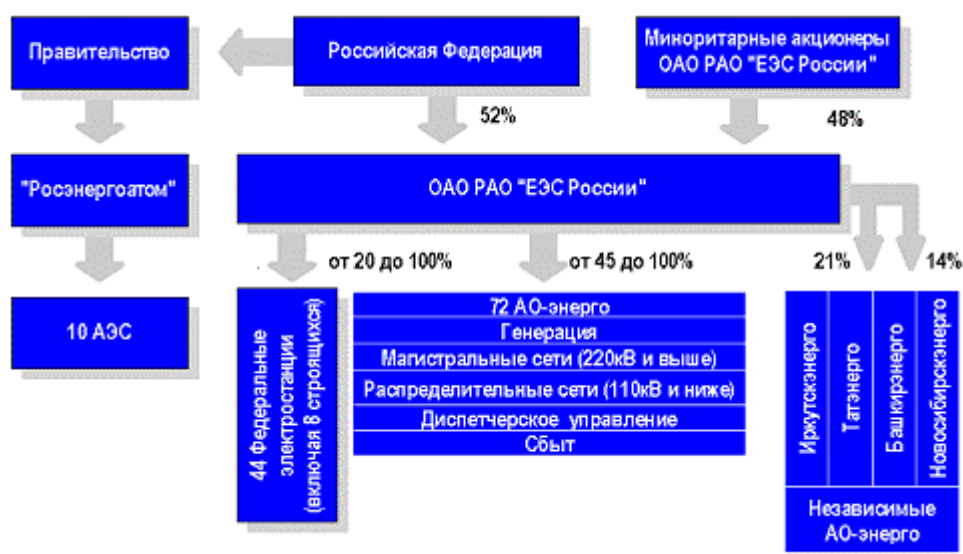 Правительство
Российская Федерация
Миноритарные акционеры
ОАО РАО "ЕЭС России"
52%
48%
"Росэнергоатом"
ОАО РАО "ЕЭС России"
от 20 до 100%
от 45 до 100%
21%
14%
10 АЭС
44 Федеральные
электростанции
(включая 8 строящихся)
72 АО-энерго
Генерация
Магистральные сети (220кВ и выше)
Распределительные сети (110кВ и ниже)
Диспетчерское управление
Сбыт
Иркутскэнерго
Татэнерго
Башкирэнерго
Новосибирскэнерго
Независимые
АО-энерго